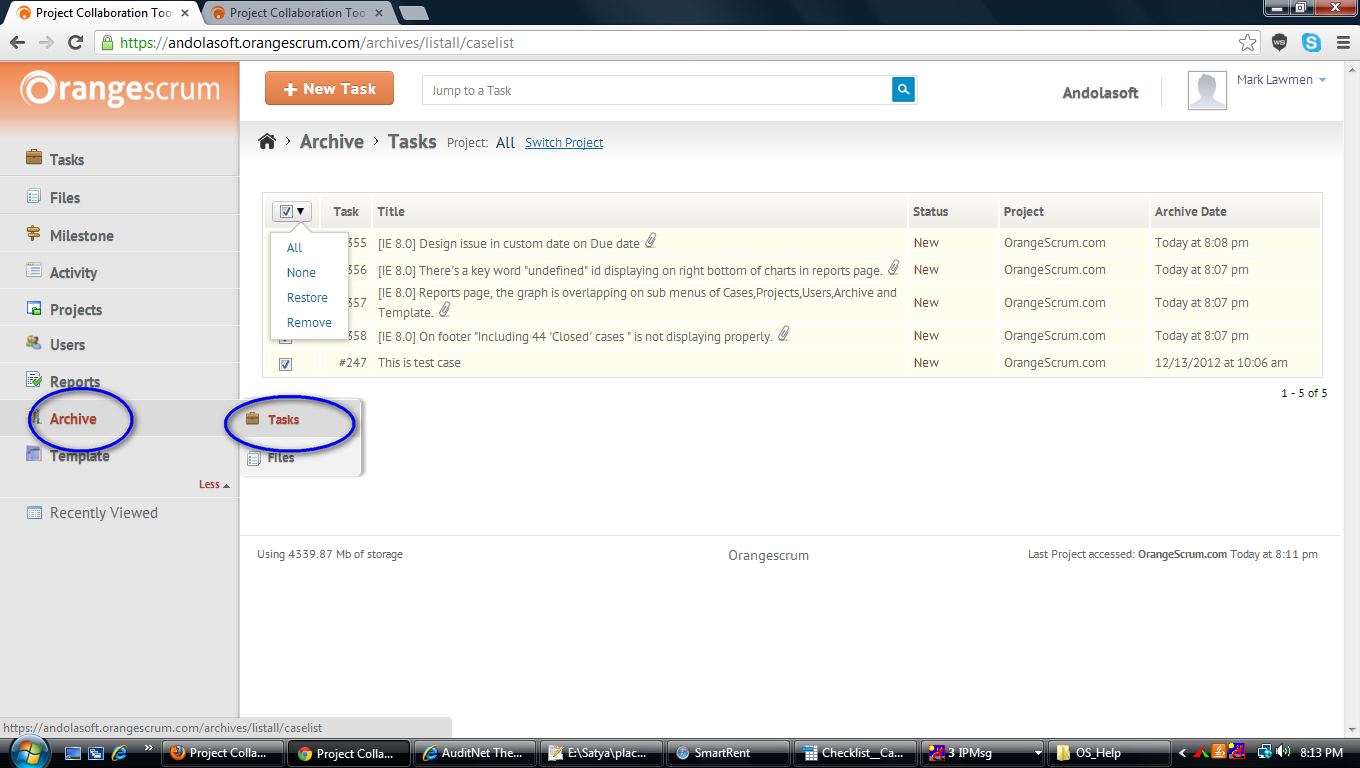 Project Collaboration Too
Project Collaboration Too
https://andolasoft.orangescrum.com/archives/listall/caselist
WS
Orangescrum
+ New Task
Jump to a Task
Andolasoft
Mark Lawmen
Archive
Tasks
Project: All Switch Project
Tasks
Files
Milestone
Activity
Projects
Users
Reports
Archive
Template
Less
Recently Viewed
Tasks
Files
Task Title Status Project Archive Date
All
None
Restore
Remove
355 [IE 8.0] Design issue in custom date on Due date New OrangeScrum.com Today at 8:08 pm
356 [IE 8.0] There's a key word "undefined" id displaying on right bottom of charts in reports page. New OrangeScrum.com Today at 8:07 pm
357 [IE 8.0] Reports page, the graph is overlapping on sub menus of Cases,Projects,Users,Archive and
Template. New OrangeScrum.com Today at 8:07 pm
358 [IE 8.0] On footer "Including 44 'Closed' cases " is not displaying properly. New OrangeScrum.com Today at 8:07 pm
#247 This is test case New OrangeScrum.com 12/13/2012 at 10:06 am
1 - 5 of 5
Using 4339.87 Mb of storage
Orangescrum
Last Project accessed: OrangeScrum.com Today at 8:11 pm
https://andolasoft.orangescrum.com/archives/listall/caselist
Project Colla...
Project Colla...
AuditNet The...
E:\Satya\plac...
SmartRent
Checklist__Ca...
3 IPMsg
OS_Help
8:13 PM